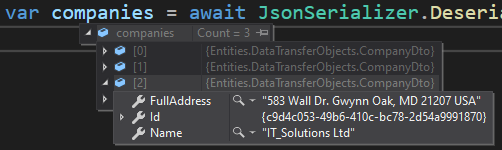 var companies = await JsonSerializer.Deseria
companies Count = 3
[0] {Entities.DataTransferObjects.CompanyDto}
[1] {Entities.DataTransferObjects.CompanyDto}
[2] {Entities.DataTransferObjects.CompanyDto}
FullAddress "583 Wall Dr. Gwynn Oak, MD 21207 USA"
Id {c9d4c053-49b6-410c-bc78-2d54a9991870}
Name "IT_Solutions Ltd"